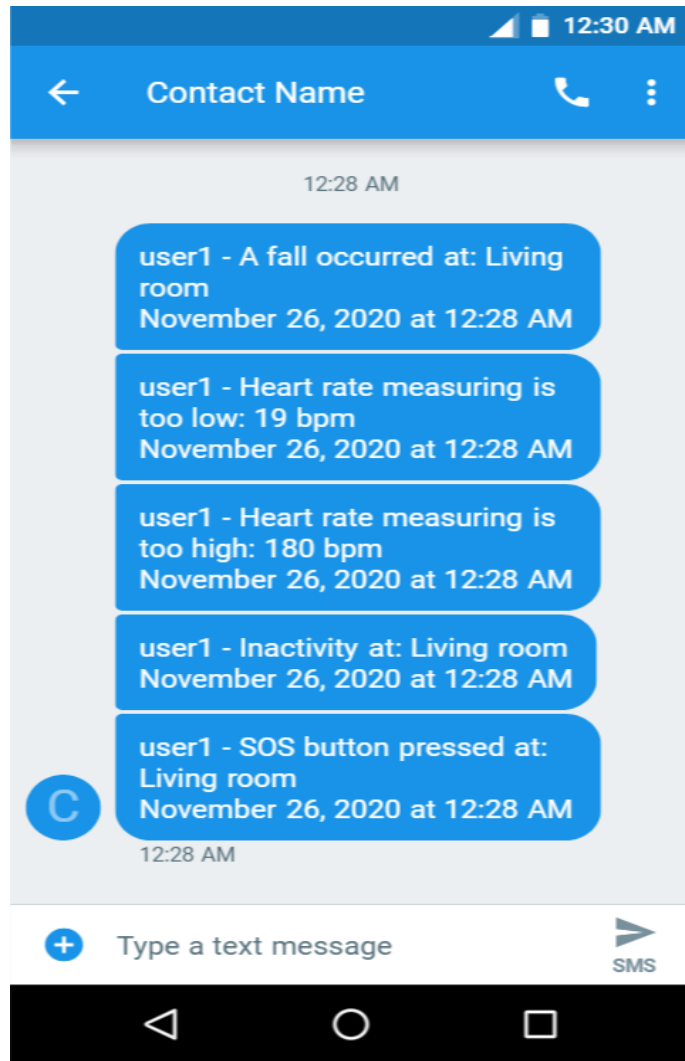 12:30 AM
Contact Name
12:28 AM
user1 - A fall occurred at: Living
room
November 26, 2020 at 12:28 AM
user1 - Heart rate measuring is
too low: 19 bpm
November 26, 2020 at 12:28 AM
user1 - Heart rate measuring is
too high: 180 bpm
November 26, 2020 at 12:28 AM
user1 - Inactivity at: Living room
November 26, 2020 at 12:28 AM
user1 - SOS button pressed at:
Living room
November 26, 2020 at 12:28 AM
C
12:28 AM
Type a text message
SMS